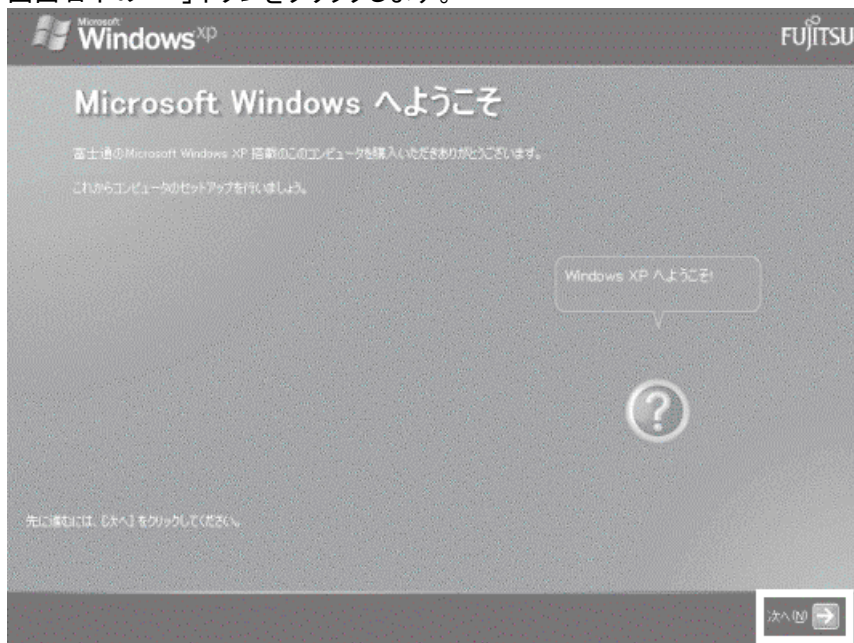 Microsoft
Windows xp
FUJITSU
Microsoft Windows へようこそ
富士通のMicrosoft Windows XP 搭載のこのコンピュータを購入いただきありがとうございます。
これからコンピュータのセットアップを行いましょう。
Windows XP へようこそ!
?
先に進むには、[次へ] をクリックしてください。
次へ(N)